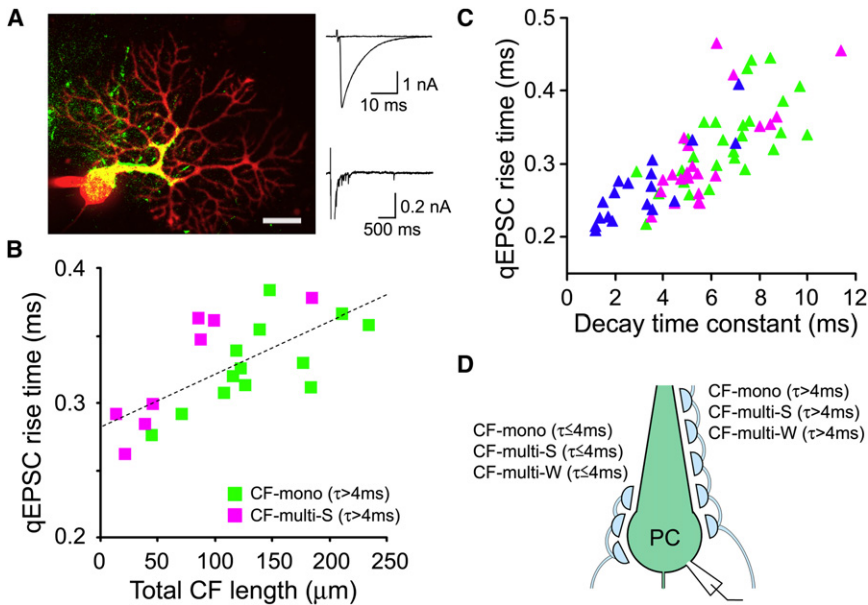 A
1 nA
10 ms
0.2 nA
500 ms
B
qEPSC rise time (ms)
0.4
0.3
0.2
0
50
100
150
200
250
Total CF length (μm)
CF-mono (τ>4ms)
CF-multi-S (τ>4ms)
C
qEPSC rise time (ms)
0.5
0.4
0.3
0.2
0
2
4
6
8
10
12
Decay time constant (ms)
D
CF-mono (τ≤4ms)
CF-multi-S (τ≤4ms)
CF-multi-W (τ≤4ms)
CF-mono (τ>4ms)
CF-multi-S (τ>4ms)
CF-multi-W (τ>4ms)
PC